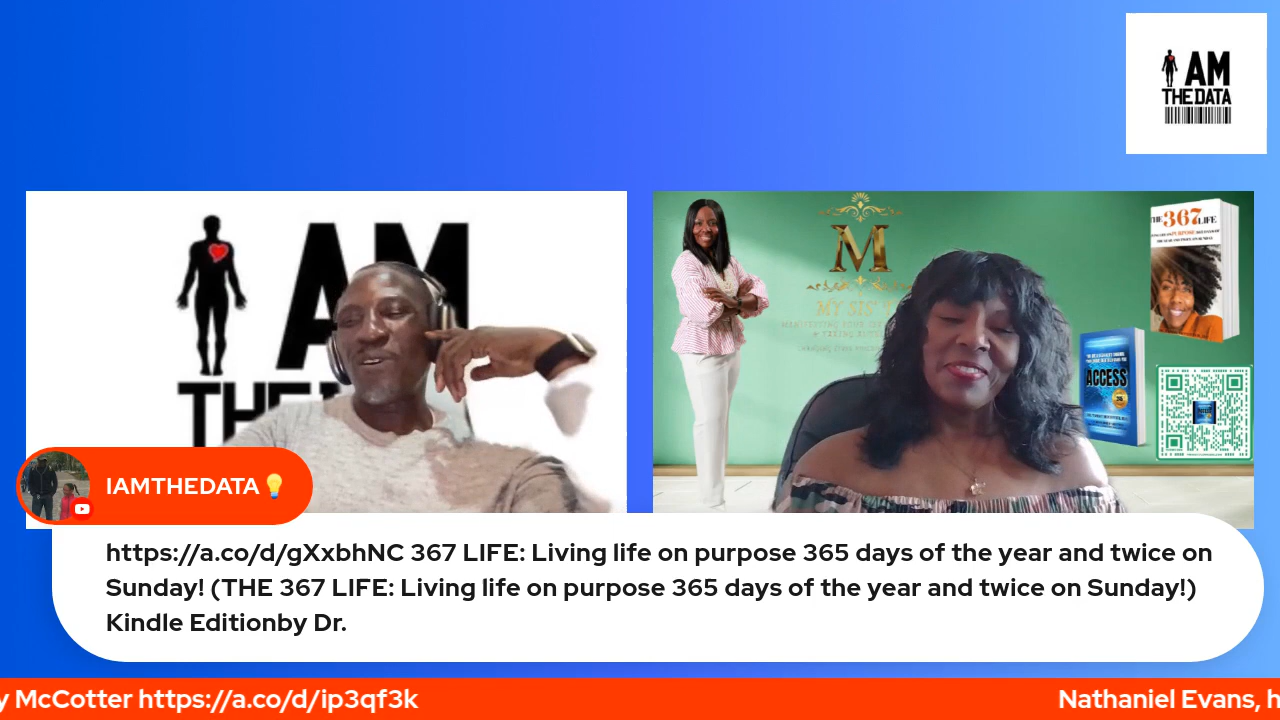 I AM
THE DATA
I AM
THE
M
MY SIS'
THE 367 LIFE
ACCESS
IAMTHEDATA💡
https://a.co/d/gXxbhNC 367 LIFE: Living life on purpose 365 days of the year and twice on
Sunday! (THE 367 LIFE: Living life on purpose 365 days of the year and twice on Sunday!)
Kindle Editionby Dr.
y McCotter https://a.co/d/ip3qf3k
Nathaniel Evans, h